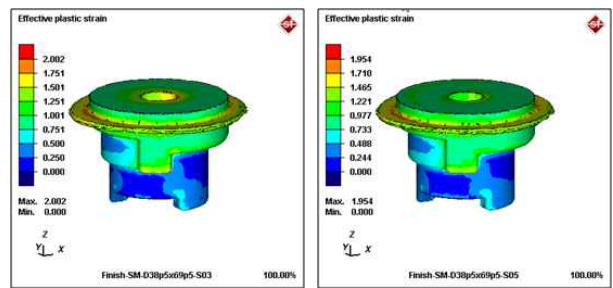 Effective plastic strain
2.002
1.751
1.501
1.251
1.001
0.751
0.500
0.250
0.000
Max. 2.002
Min. 0.000
Z
Y X
Finish-SM-D38p5x69p5-S03 100.00%
Effective plastic strain
1.954
1.710
1.465
1.221
0.977
0.733
0.488
0.244
0.000
Max. 1.954
Min. 0.000
Z
Y X
Finish-SM-D38p5x69p5-S05 100.00%